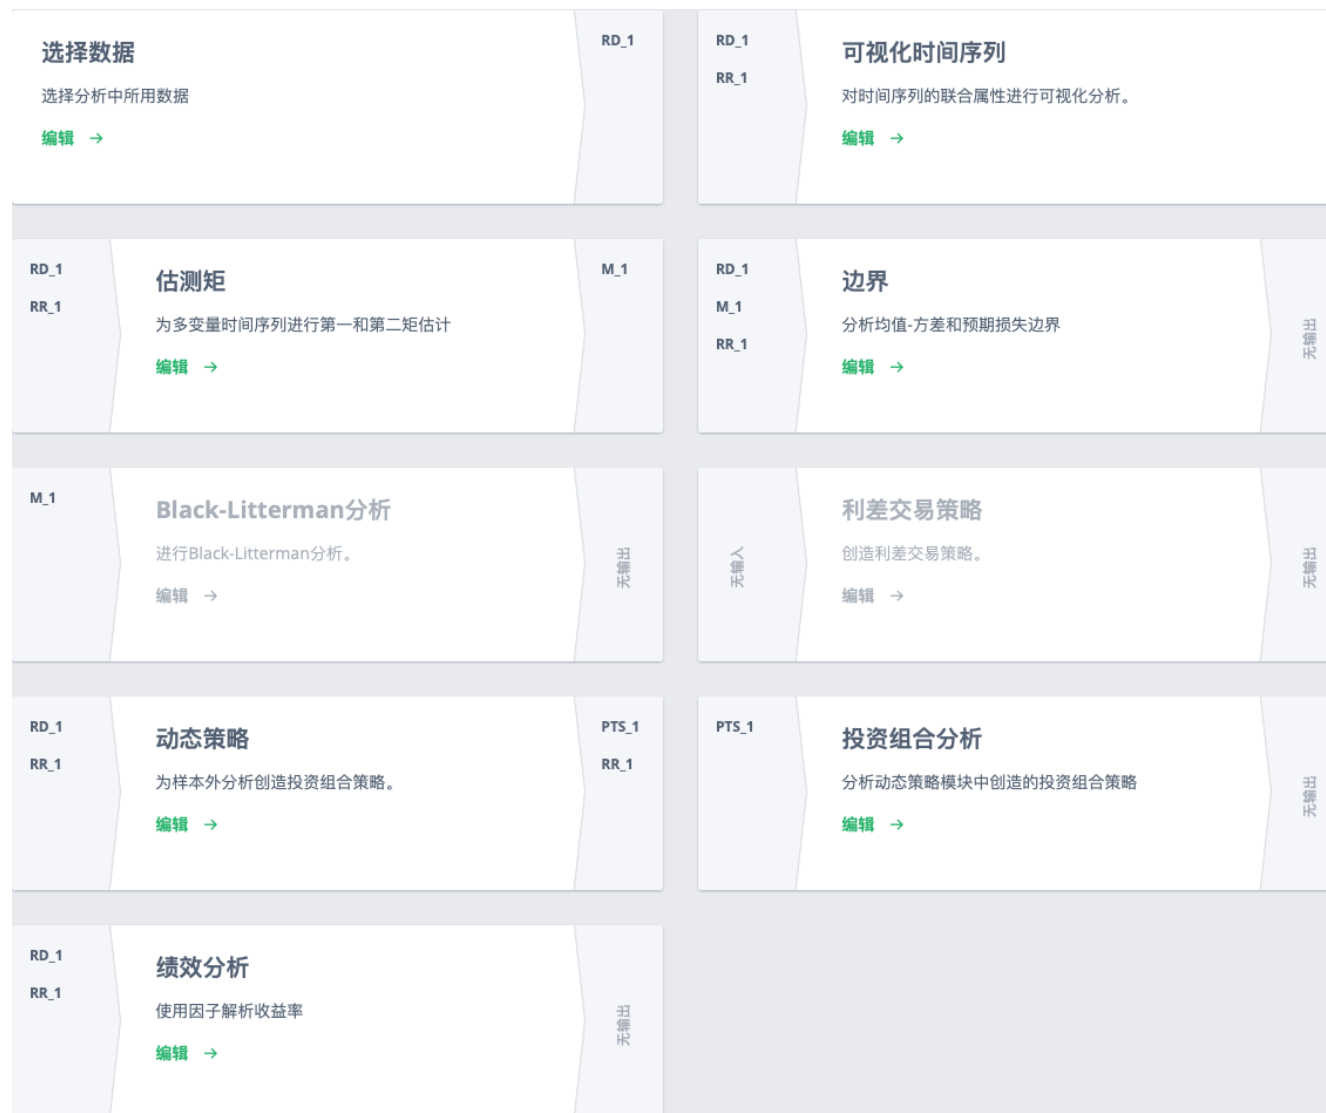 选择数据
选择分析中所用数据
编辑 →
RD_1
RD_1
RR_1
可视化时间序列
对时间序列的联合属性进行可视化分析。
编辑 →
RD_1
RR_1
估测矩
为多变量时间序列进行第一和第二矩估计
编辑 →
M_1
RD_1
M_1
RR_1
边界
分析均值-方差和预期损失边界
编辑 →
无输出
M_1
Black-Litterman分析
进行Black-Litterman分析。
编辑 →
无输出
无输入
利差交易策略
创造利差交易策略。
编辑 →
无输出
RD_1
RR_1
动态策略
为样本外分析创造投资组合策略。
编辑 →
PTS_1
RR_1
PTS_1
投资组合分析
分析动态策略模块中创造的投资组合策略
编辑 →
无输出
RD_1
RR_1
绩效分析
使用因子解析收益率
编辑 →
无输出